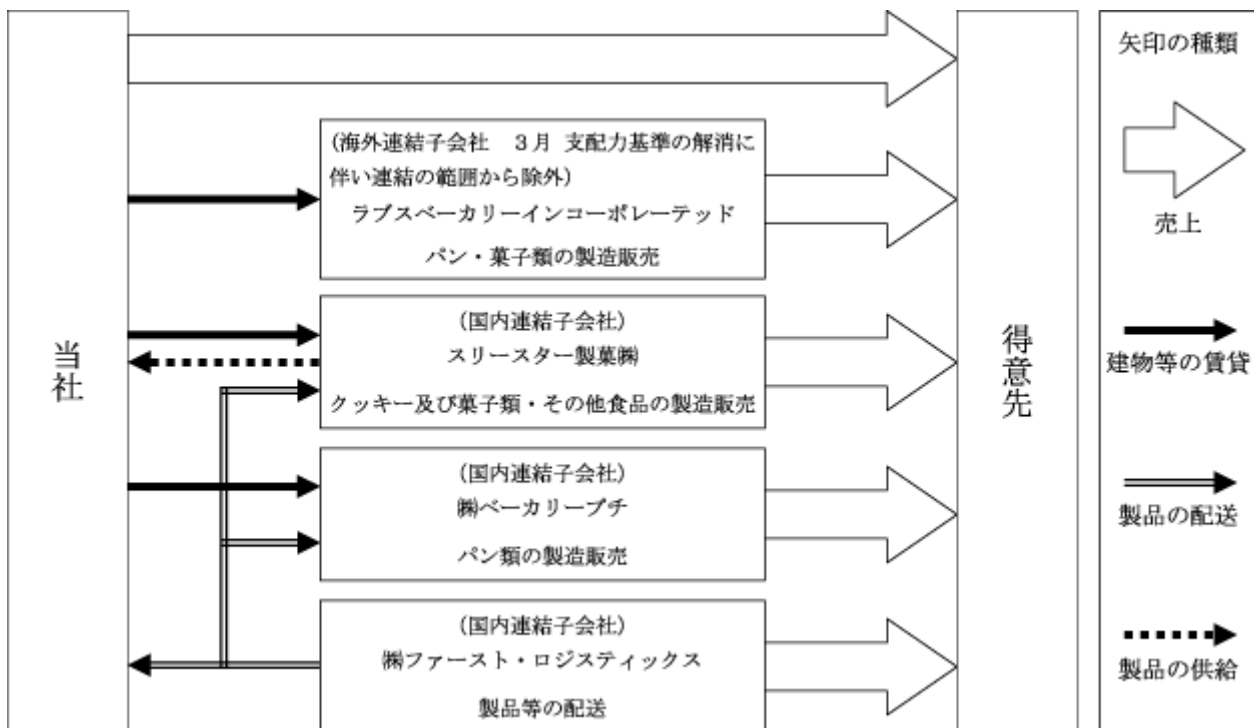 当社
(海外連結子会社　３月 支配力基準の解消に
伴い連結の範囲から除外)
ラブスベーカリーインコーポレーテッド
パン・菓子類の製造販売
(国内連結子会社)
スリースター製菓㈱
クッキー及び菓子類・その他食品の製造販売
(国内連結子会社)
㈱ベーカリープチ
パン類の製造販売
(国内連結子会社)
㈱ファースト・ロジスティックス
製品等の配送
得意先
矢印の種類
売上
建物等の賃貸
製品の配送
製品の供給